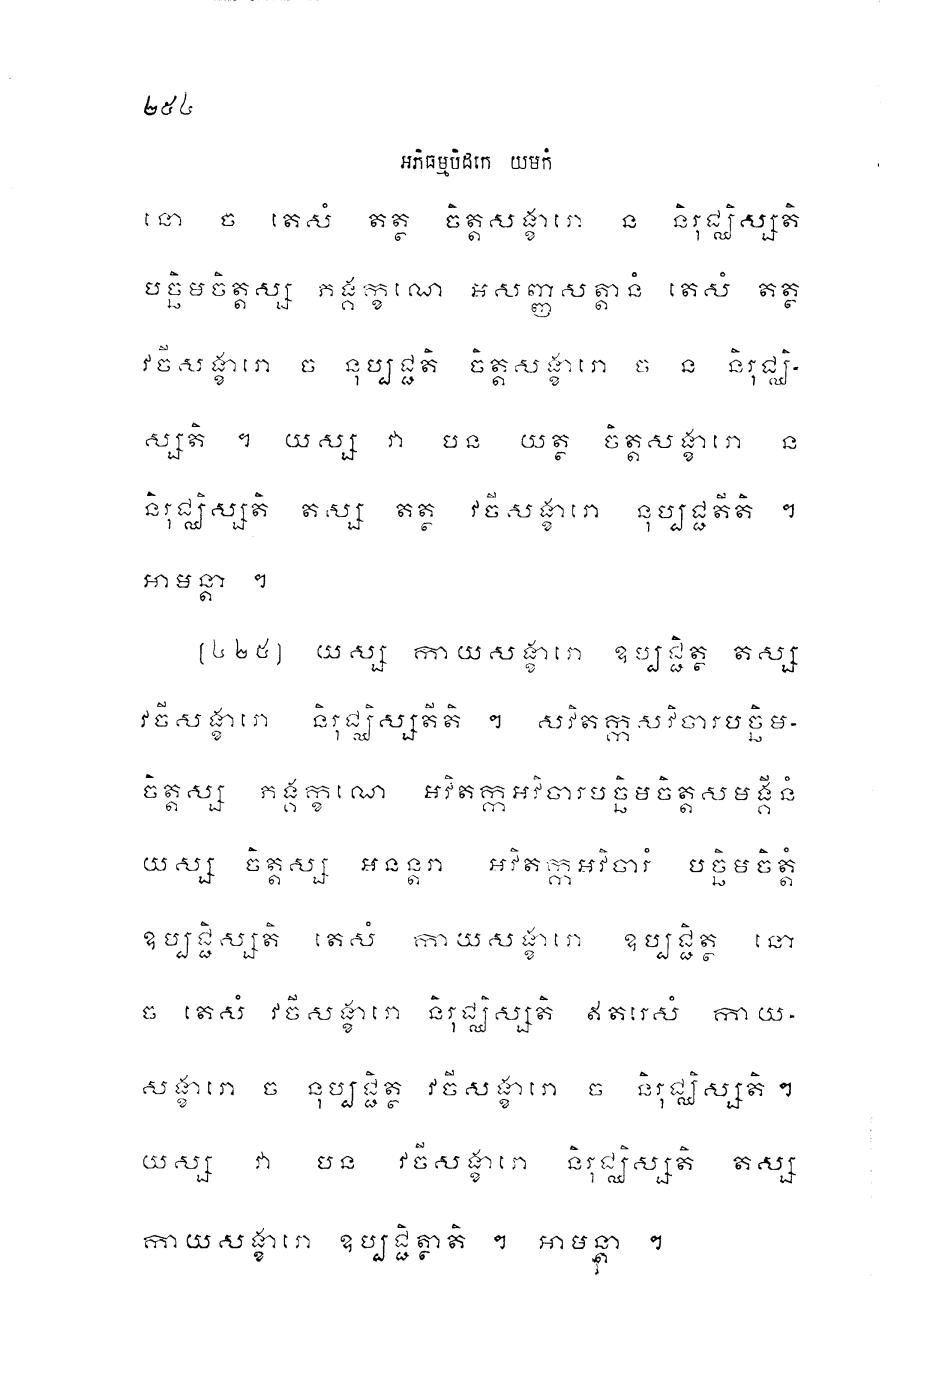 ២៥៤
អភិធម្មបិដកេ យមកំ
នោ ច តេសំ តត្ថ ចិត្តសង្ខារោ ន និរុជ្ឈិស្សតិ
បច្ឆិមចិត្តស្ស ភង្គក្ខណេ អសញ្ញសត្តានំ តេសំ តត្ថ
វចីសង្ខារោ ច នុប្បជ្ជតិ ចិត្តសង្ខារោ ច ន និរុជ្ឈិ-
ស្សតិ ។ យស្ស វា បន យត្ថ ចិត្តសង្ខារោ ន
និរុជ្ឈិស្សតិ តស្ស តត្ថ វចីសង្ខារោ នុប្បជ្ជតីតិ ។
អាមន្តា ។
(៤២៥) យស្ស កាយសង្ខារោ ឧប្បជ្ជិត្ថ តស្ស
វចីសង្ខារោ និរុជ្ឈិស្សតីតិ ។ សវិតក្កសវិចារបច្ឆិម-
ចិត្តស្ស ភង្គក្ខណេ អវិតក្កអវិចារបច្ឆិមចិត្តសមង្គីនំ
យស្ស ចិត្តស្ស អនន្តរា អវិតក្កអវិចារំ បច្ឆិមចិត្តំ
ឧប្បជ្ជិស្សតិ តេសំ កាយសង្ខារោ ឧប្បជ្ជិត្ថ នោ
ច តេសំ វចីសង្ខារោ និរុជ្ឈិស្សតិ ឥតរេសំ កាយ-
សង្ខារោ ច នុប្បជ្ជិត្ថ វចីសង្ខារោ ច និរុជ្ឈិស្សតិ ។
យស្ស វា បន វចីសង្ខារោ និរុជ្ឈិស្សតិ តស្ស
កាយសង្ខារោ ឧប្បជ្ជិត្ថាតិ ។ អាមន្តា ។